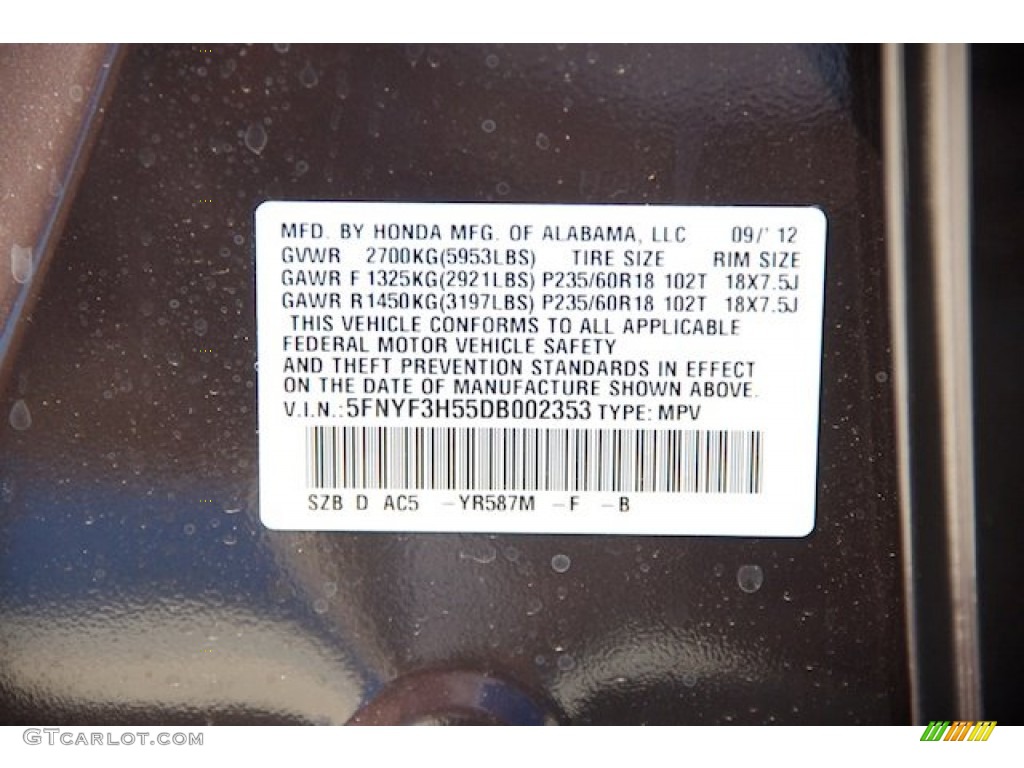 MFD. BY HONDA MFG. OF ALABAMA, LLC 09/' 12
GVWR 2700KG(5953LBS) TIRE SIZE RIM SIZE
GAWR F 1325KG(2921LBS) P235/60R18 102T 18X7.5J
GAWR R1450KG(3197LBS) P235/60R18 102T 18X7.5J
THIS VEHICLE CONFORMS TO ALL APPLICABLE
FEDERAL MOTOR VEHICLE SAFETY
AND THEFT PREVENTION STANDARDS IN EFFECT
ON THE DATE OF MANUFACTURE SHOWN ABOVE.
V.I.N.:5FNYF3H55DB002353 TYPE: MPV
SZB D AC5 -YR587M -F -B
GTCARLOT.COM